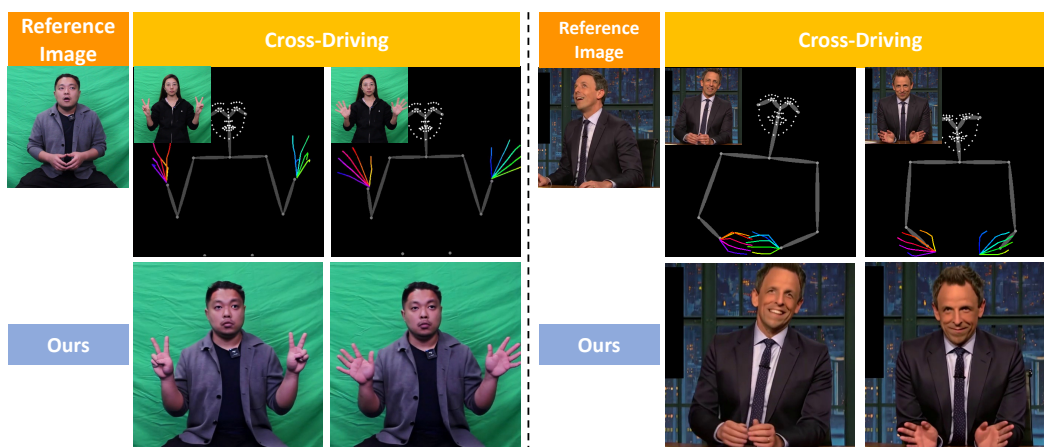 Reference
Image
Cross-Driving
Reference
Image
Cross-Driving
Ours
Ours